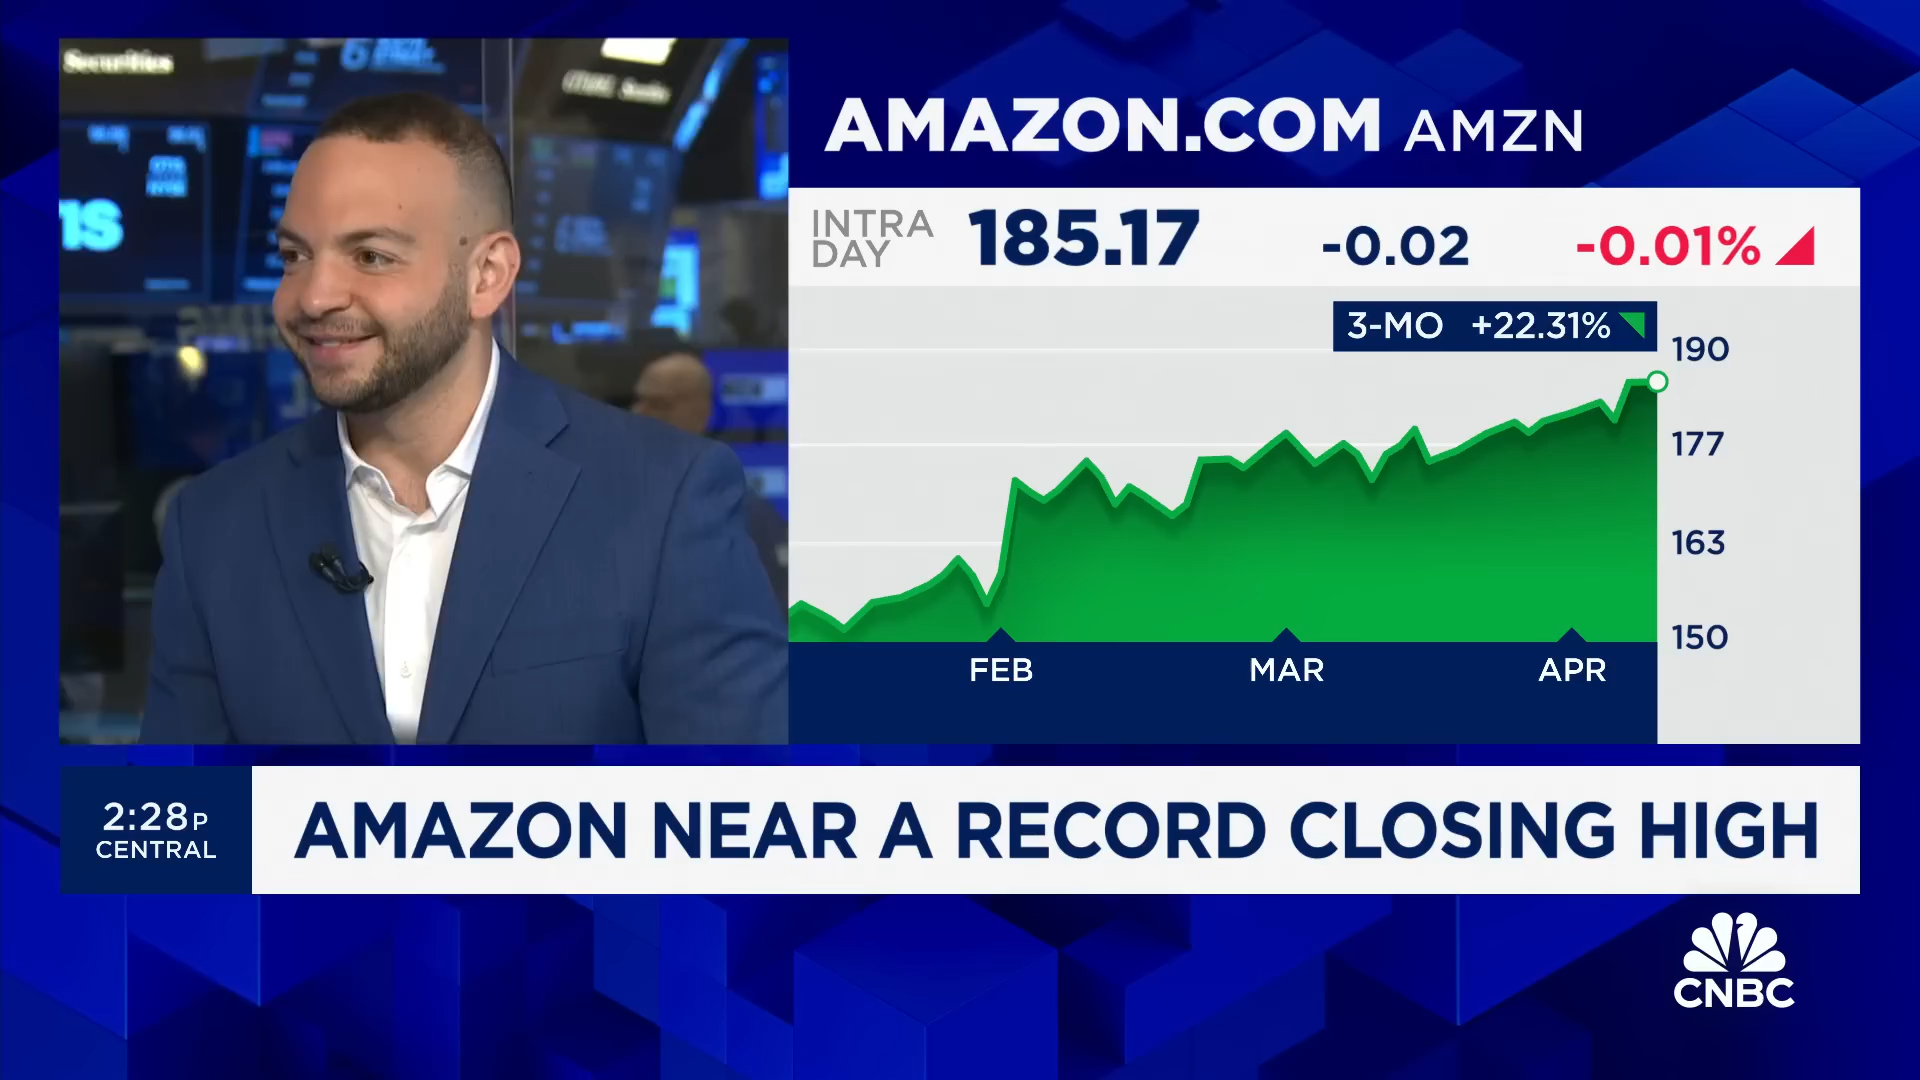 Securities
AMAZON.COM AMZN
INTRA
DAY
185.17
-0.02
-0.01%
3-MO +22.31%
190
177
163
150
FEB
MAR
APR
2:28P
CENTRAL
AMAZON NEAR A RECORD CLOSING HIGH
CNBC